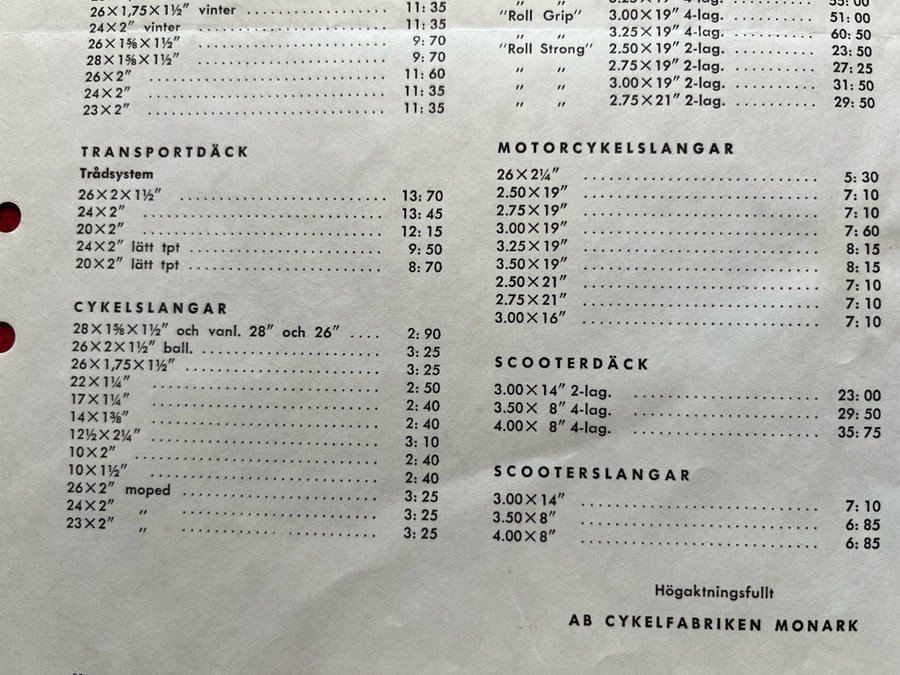 26×1,75×1½″ vinter .......... 11: 35
24×2″ vinter .......... 11: 35
26×1⅝×1½″ .......... 9: 70
28×1⅝×1½″ .......... 9: 70
26×2″ .......... 11: 60
24×2″ .......... 11: 35
23×2″ .......... 11: 35
TRANSPORTDÄCK
Trådsystem
26×2×1½″ .......... 13: 70
24×2″ .......... 13: 45
20×2″ .......... 12: 15
24×2″ lätt tpt .......... 9: 50
20×2″ lätt tpt .......... 8: 70
CYKELSLANGAR
28×1⅝×1½″ och vanl. 28″ och 26″ .... 2: 90
26×2×1½″ ball. .......... 3: 25
26×1,75×1½″ .......... 3: 25
22×1¼″ .......... 2: 50
17×1¼″ .......... 2: 40
14×1⅜″ .......... 2: 40
12½×2¼″ .......... 3: 10
10×2″ .......... 2: 40
10×1½″ .......... 2: 40
26×2″ moped .......... 3: 25
24×2″ ″ .......... 3: 25
23×2″ ″ .......... 3: 25
″ ″ 3.25×19″ 4-lag. .......... 55: 00
″Roll Grip″ 3.00×19″ 4-lag. .......... 51: 00
″ ″ 3.25×19″ 4-lag. .......... 60: 50
″Roll Strong″ 2.50×19″ 2-lag. .......... 23: 50
″ ″ 2.75×19″ 2-lag. .......... 27: 25
″ ″ 3.00×19″ 2-lag. .......... 31: 50
″ ″ 2.75×21″ 2-lag. .......... 29: 50
MOTORCYKELSLANGAR
26×2¼″ .......... 5: 30
2.50×19″ .......... 7: 10
2.75×19″ .......... 7: 10
3.00×19″ .......... 7: 60
3.25×19″ .......... 8: 15
3.50×19″ .......... 8: 15
2.50×21″ .......... 7: 10
2.75×21″ .......... 7: 10
3.00×16″ .......... 7: 10
SCOOTERDÄCK
3.00×14″ 2-lag. .......... 23: 00
3.50× 8″ 4-lag. .......... 29: 50
4.00× 8″ 4-lag. .......... 35: 75
SCOOTERSLANGAR
3.00×14″ .......... 7: 10
3.50×8″ .......... 6: 85
4.00×8″ .......... 6: 85
Högaktningsfullt
AB CYKELFABRIKEN MONARK